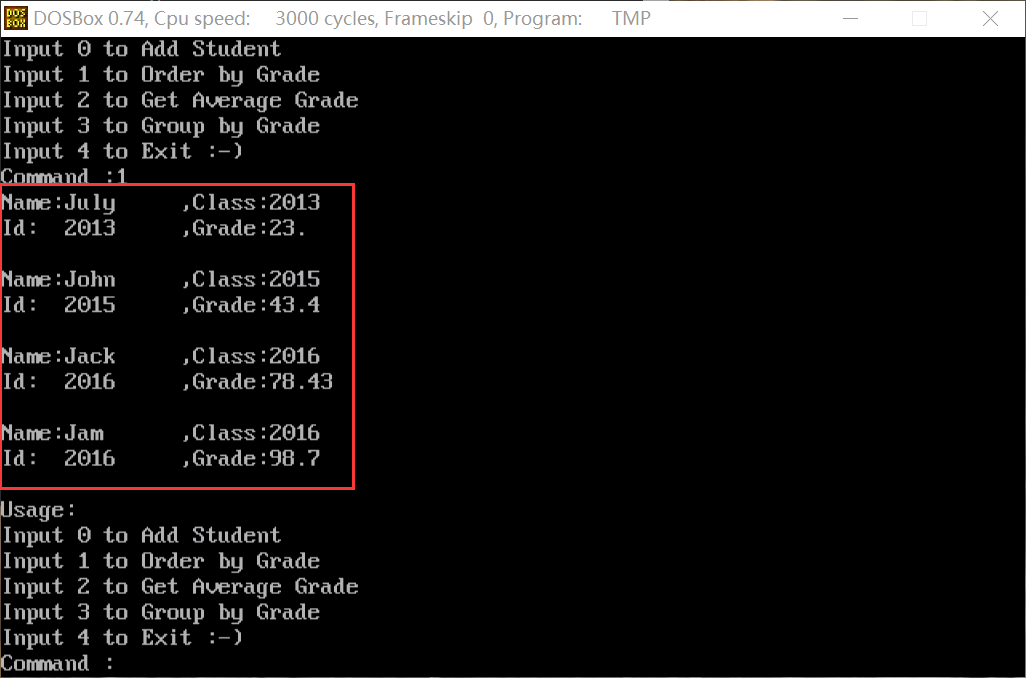 DOS BOX DOSBox 0.74, Cpu speed: 3000 cycles, Frameskip 0, Program: TMP
Input 0 to Add Student
Input 1 to Order by Grade
Input 2 to Get Average Grade
Input 3 to Group by Grade
Input 4 to Exit :-)
Command :1
Name:July ,Class:2013
Id: 2013 ,Grade:23.
Name:John ,Class:2015
Id: 2015 ,Grade:43.4
Name:Jack ,Class:2016
Id: 2016 ,Grade:78.43
Name:Jam ,Class:2016
Id: 2016 ,Grade:98.7
Usage:
Input 0 to Add Student
Input 1 to Order by Grade
Input 2 to Get Average Grade
Input 3 to Group by Grade
Input 4 to Exit :-)
Command :